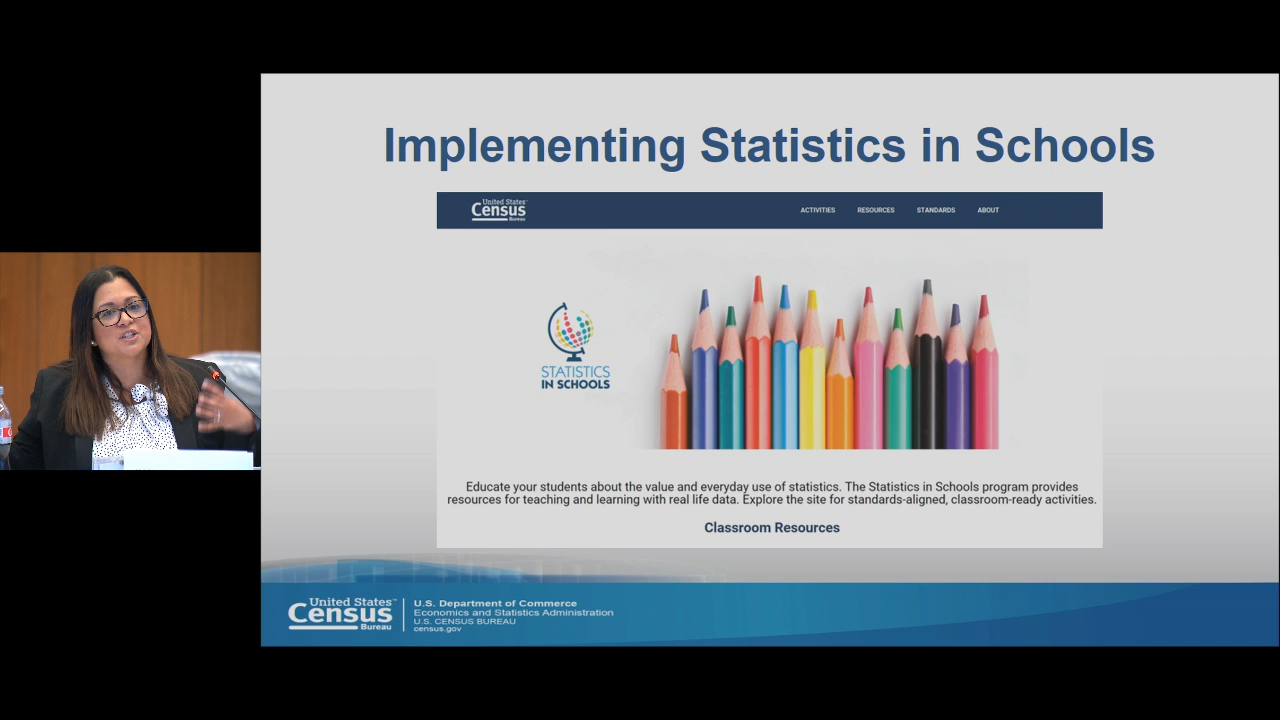 Implementing Statistics in Schools
United States™
Census
Bureau
ACTIVITIES RESOURCES STANDARDS ABOUT
STATISTICS
IN SCHOOLS
Educate your students about the value and everyday use of statistics. The Statistics in Schools program provides
resources for teaching and learning with real life data. Explore the site for standards-aligned, classroom-ready activities.
Classroom Resources
United States™
Census
Bureau
U.S. Department of Commerce
Economics and Statistics Administration
U.S. CENSUS BUREAU
census.gov